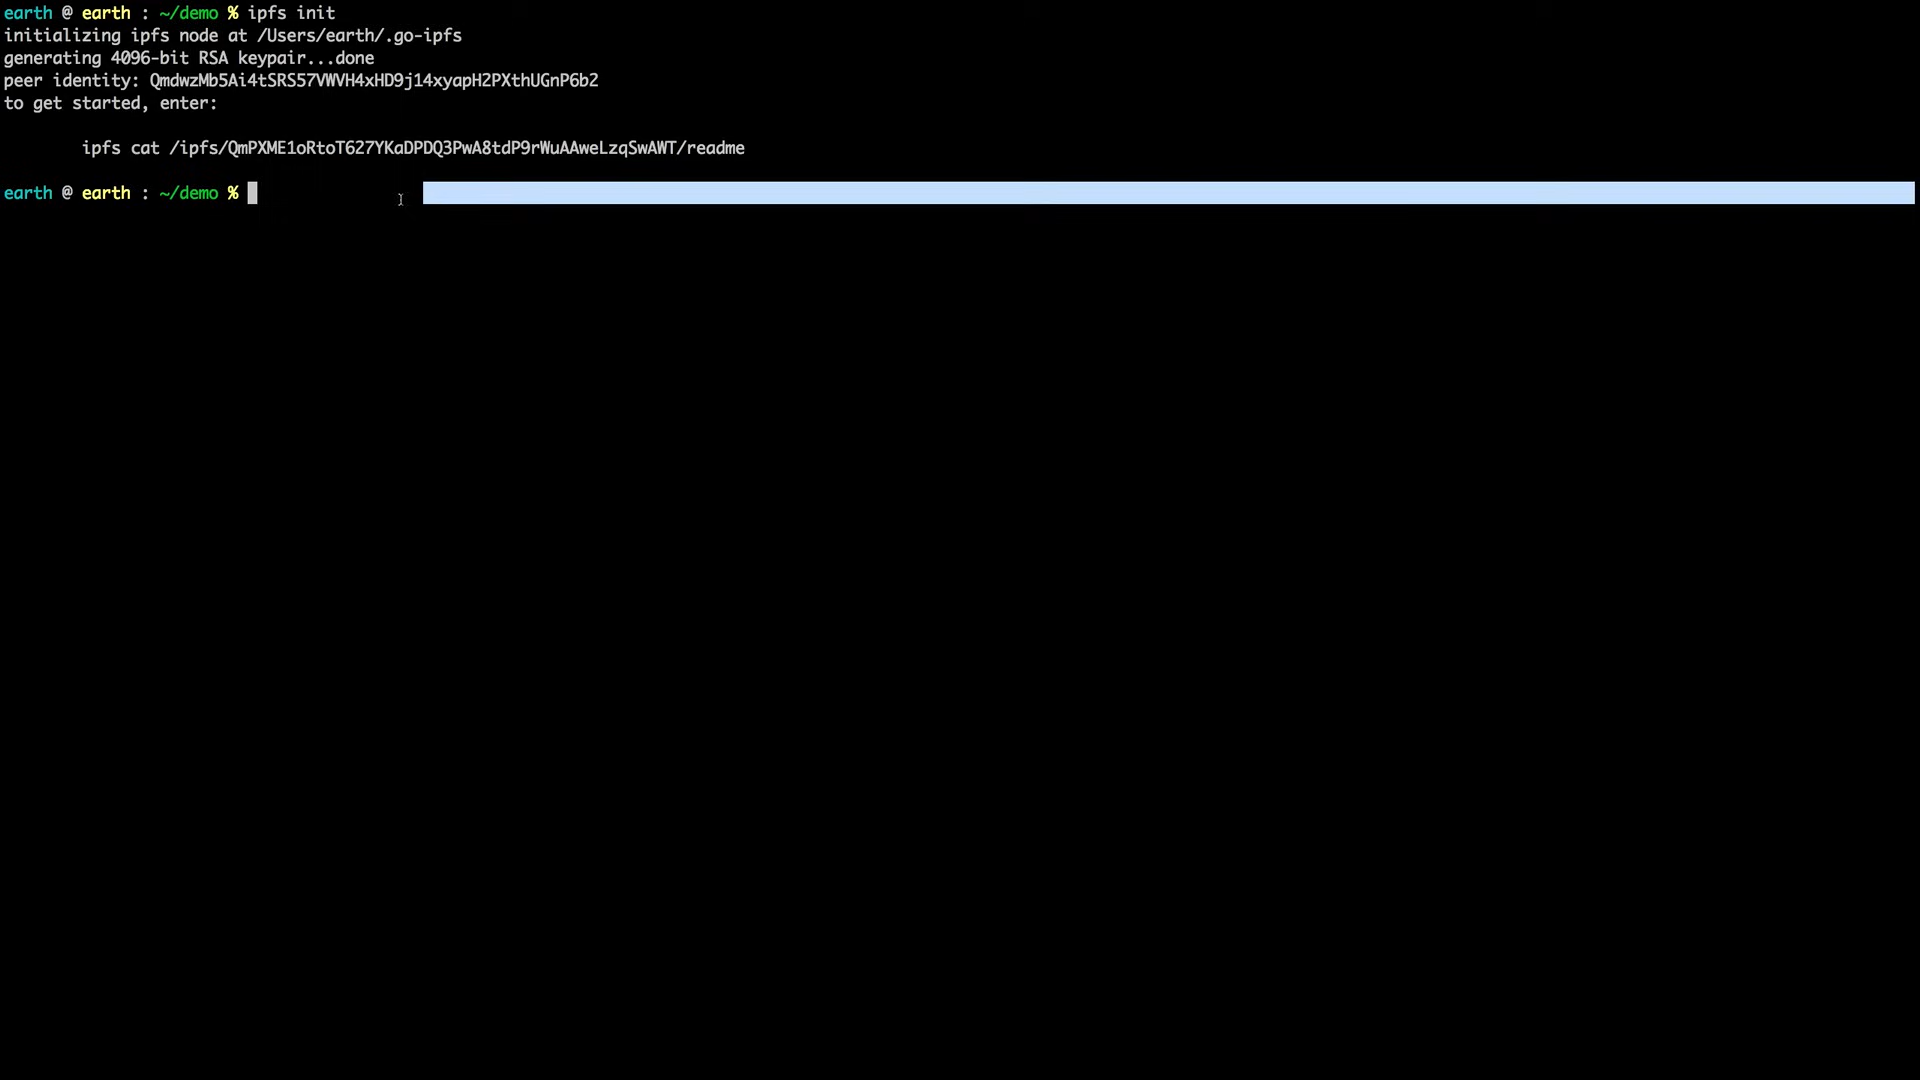 earth @ earth : ~/demo % ipfs init
initializing ipfs node at /Users/earth/.go-ipfs
generating 4096-bit RSA keypair...done
peer identity: QmdwzMb5Ai4tSRS57VWVH4xHD9j14xyapH2PXthUGnP6b2
to get started, enter:
ipfs cat /ipfs/QmPXME1oRtoT627YKaDPDQ3PwA8tdP9rWuAAweLzqSwAWT/readme
earth @ earth : ~/demo %